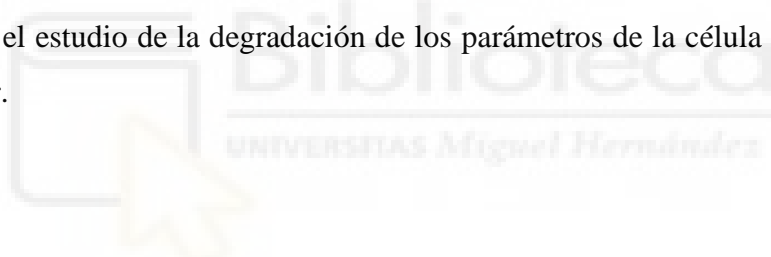 el estudio de la degradación de los parámetros de la célula
.
Biblioteca
UNIVERSITAS Miguel Hernández